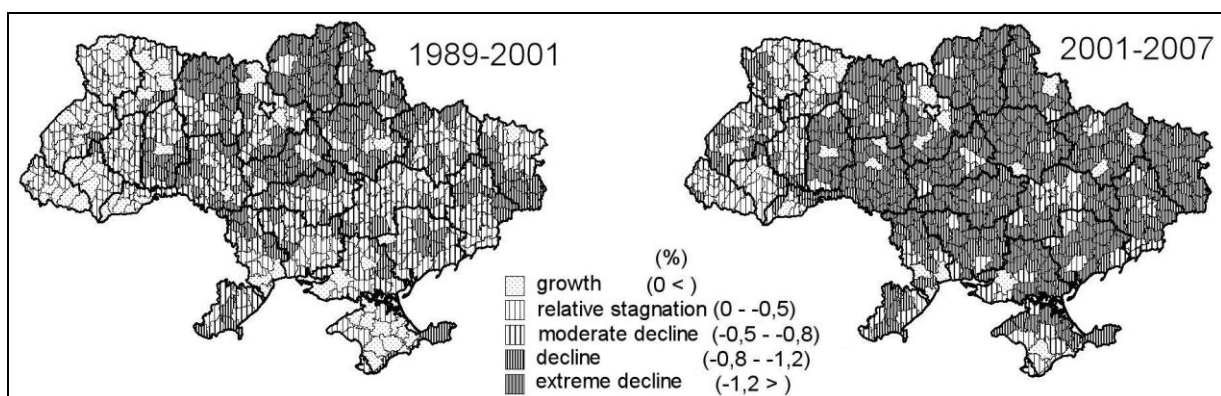 1989-2001
2001-2007
(%)
growth (0 < )
relative stagnation (0 - -0,5)
moderate decline (-0,5 - -0,8)
decline (-0,8 - -1,2)
extreme decline (-1,2 > )